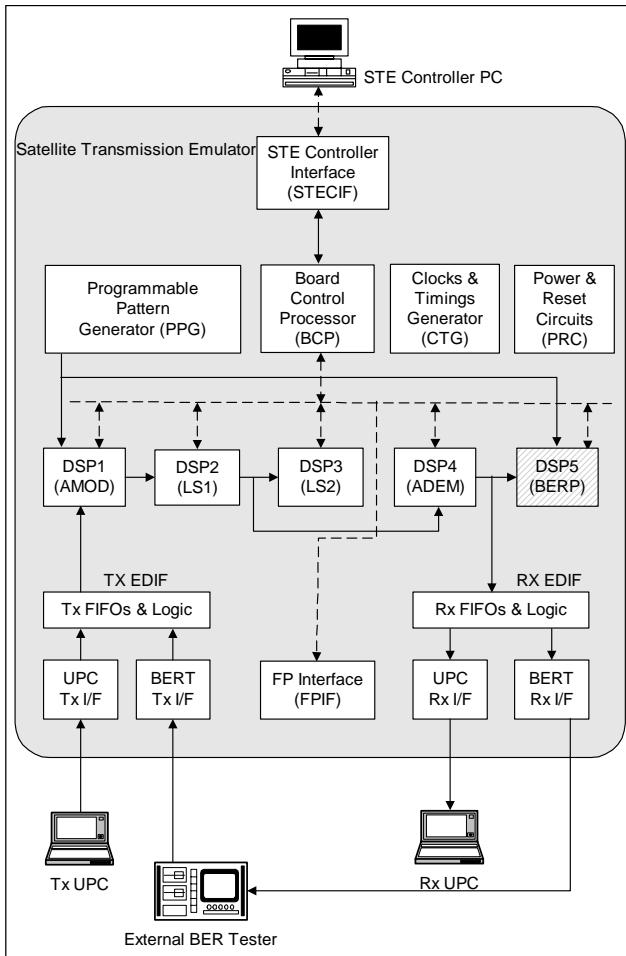 STE Controller PC
Satellite Transmission Emulator
STE Controller
Interface
(STECIF)
Programmable
Pattern
Generator (PPG)
Board
Control
Processor
(BCP)
Clocks &
Timings
Generator
(CTG)
Power &
Reset
Circuits
(PRC)
DSP1
(AMOD)
DSP2
(LS1)
DSP3
(LS2)
DSP4
(ADEM)
DSP5
(BERP)
TX EDIF
RX EDIF
Tx FIFOs & Logic
Rx FIFOs & Logic
UPC
Tx I/F
BERT
Tx I/F
FP Interface
(FPIF)
UPC
Rx I/F
BERT
Rx I/F
Tx UPC
Rx UPC
External BER Tester